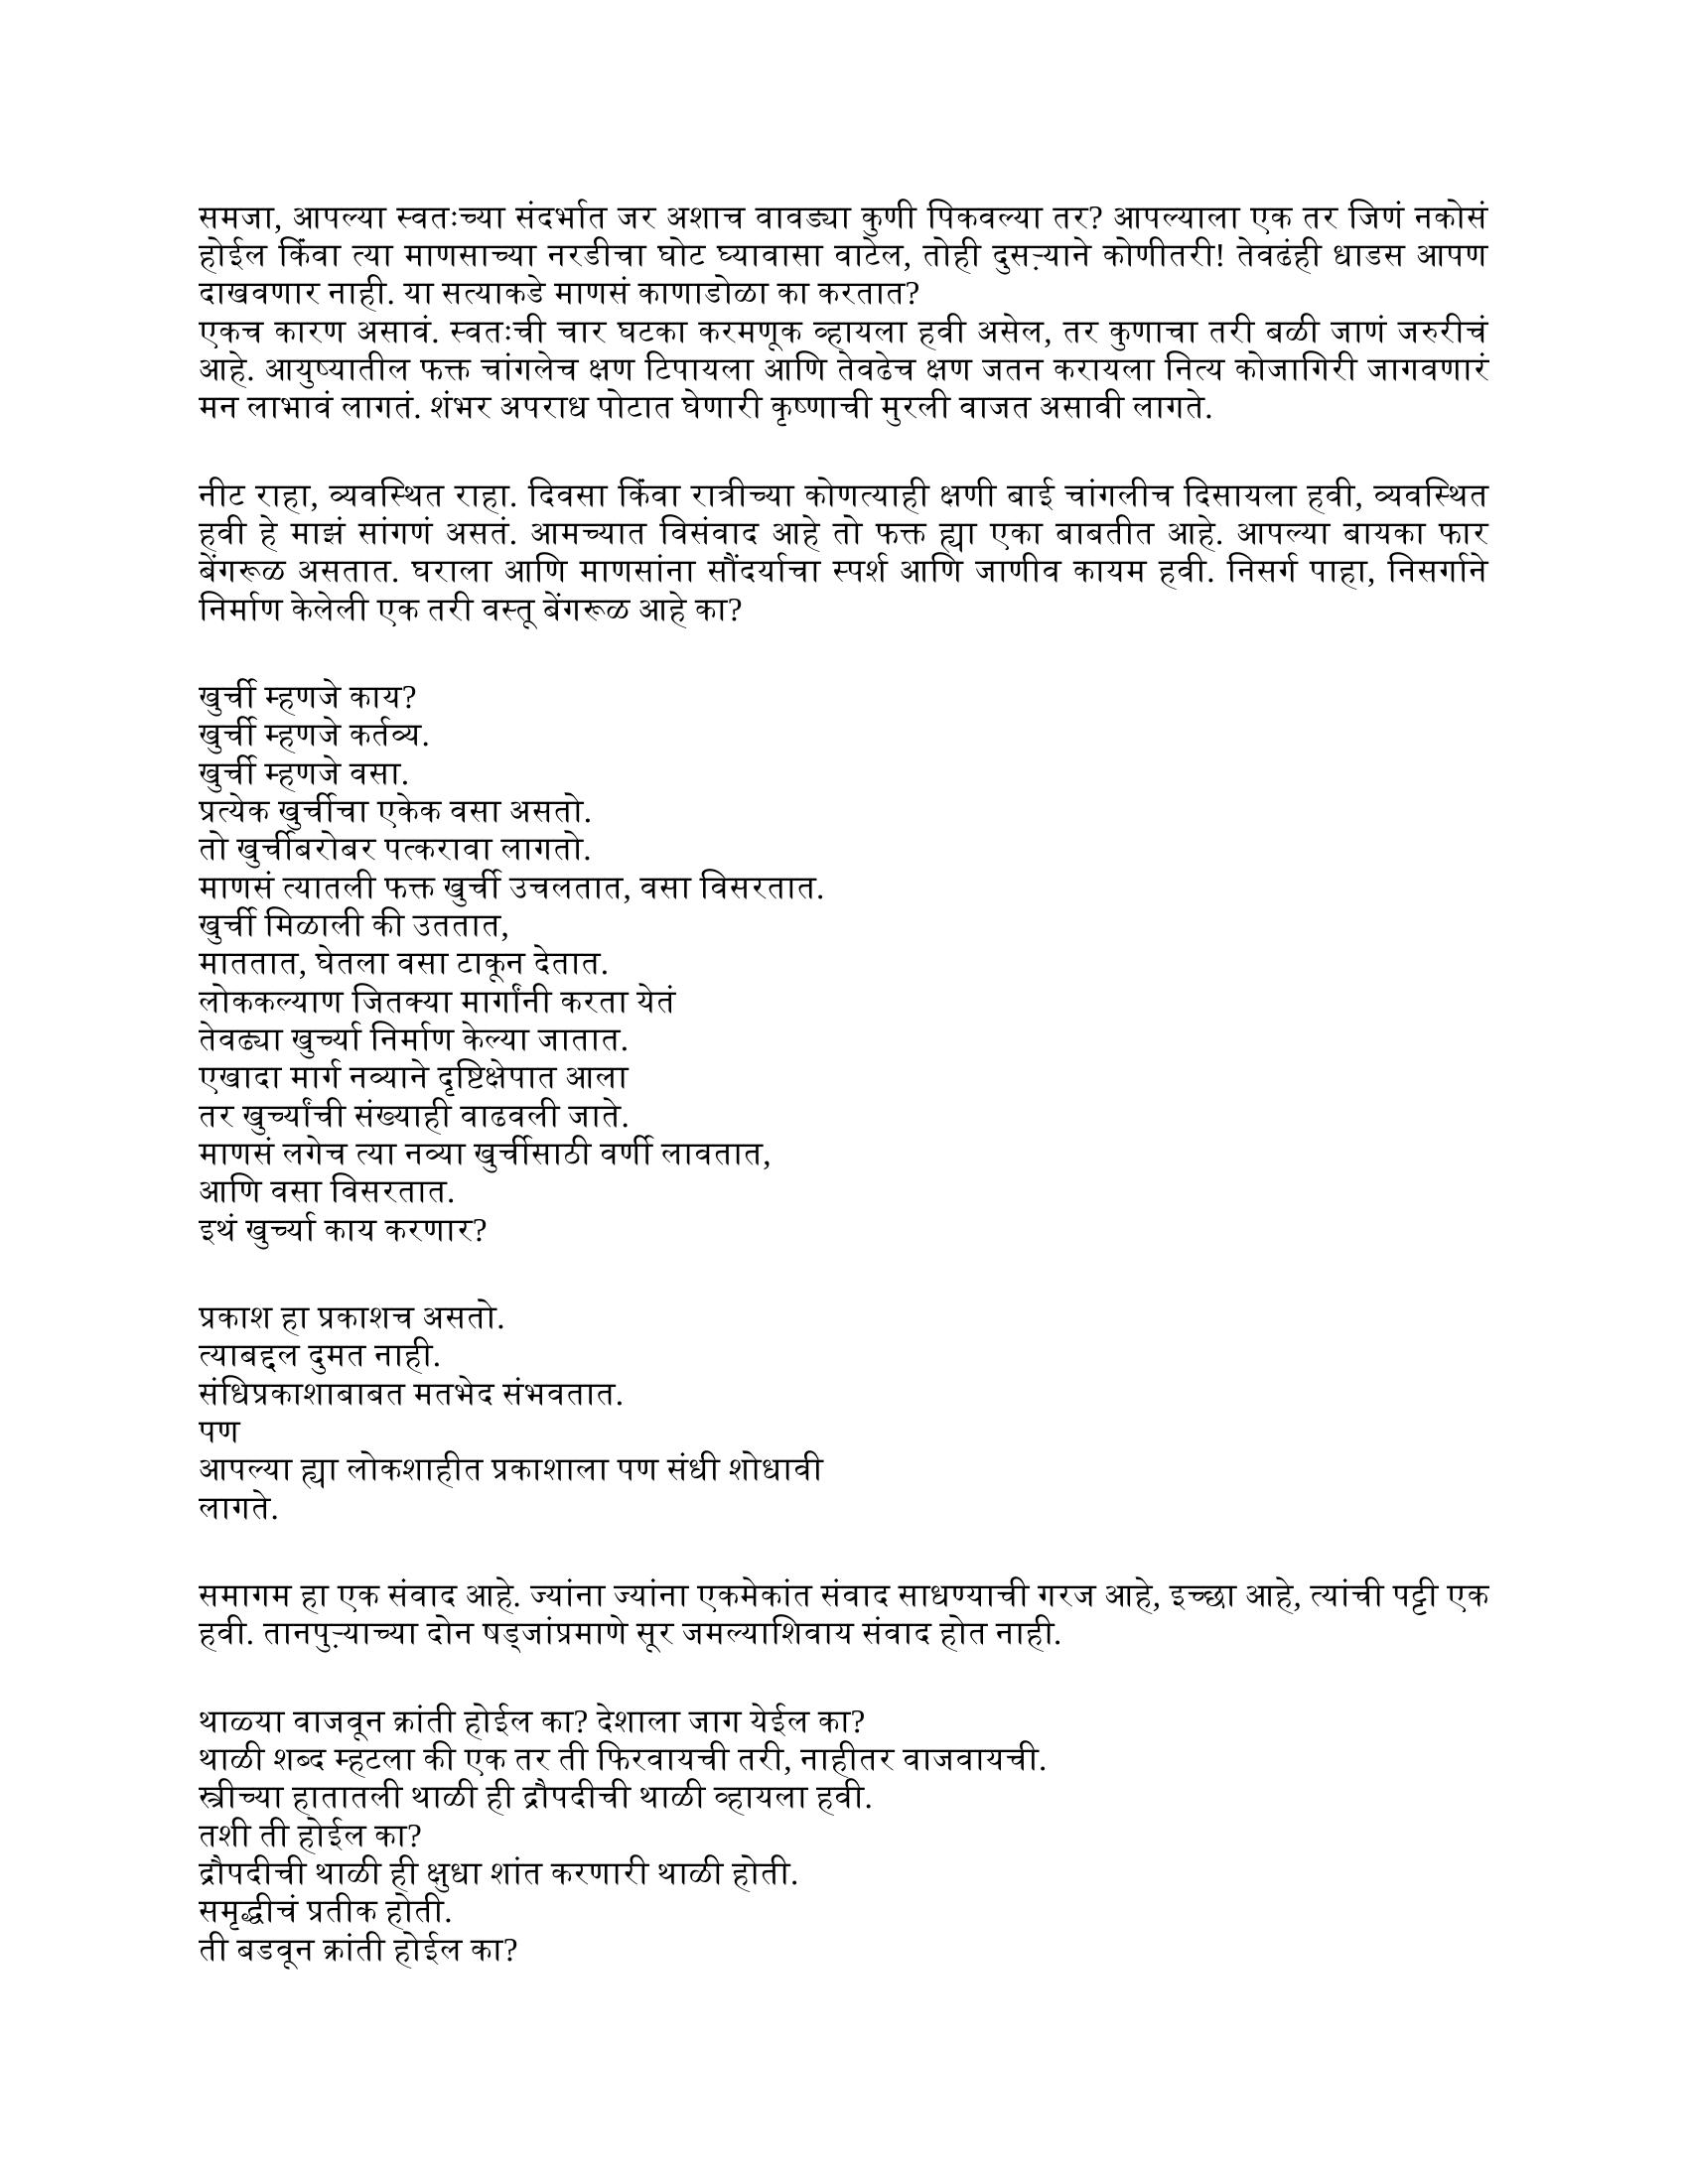 समजा, आपल्या स्वतःच्या संदर्भात जर अशाच वावड्या कुणी पिकवल्या तर? आपल्याला एक तर जिणं नकोसं
होईल किंवा त्या माणसाच्या नरडीचा घोट घ्यावासा वाटेल, तोही दुसऱ्याने कोणीतरी! तेवढंही धाडस आपण
दाखवणार नाही. या सत्याकडे माणसं काणाडोळा का करतात?
एकच कारण असावं. स्वतःची चार घटका करमणूक व्हायला हवी असेल, तर कुणाचा तरी बळी जाणं जरुरीचं
आहे. आयुष्यातील फक्त चांगलेच क्षण टिपायला आणि तेवढेच क्षण जतन करायला नित्य कोजागिरी जागवणारं
मन लाभावं लागतं. शंभर अपराध पोटात घेणारी कृष्णाची मुरली वाजत असावी लागते.
नीट राहा, व्यवस्थित राहा. दिवसा किंवा रात्रीच्या कोणत्याही क्षणी बाई चांगलीच दिसायला हवी, व्यवस्थित
हवी हे माझं सांगणं असतं. आमच्यात विसंवाद आहे तो फक्त ह्या एका बाबतीत आहे. आपल्या बायका फार
बेंगरूळ असतात. घराला आणि माणसांना सौंदर्याचा स्पर्श आणि जाणीव कायम हवी. निसर्ग पाहा, निसर्गाने
निर्माण केलेली एक तरी वस्तू बेंगरूळ आहे का?
खुर्ची म्हणजे काय?
खुर्ची म्हणजे कर्तव्य.
खुर्ची म्हणजे वसा.
प्रत्येक खुर्चीचा एकेक वसा असतो.
तो खुर्चीबरोबर पत्करावा लागतो.
माणसं त्यातली फक्त खुर्ची उचलतात, वसा विसरतात.
खुर्ची मिळाली की उततात,
माततात, घेतला वसा टाकून देतात.
लोककल्याण जितक्या मार्गांनी करता येतं
तेवढ्या खुर्च्या निर्माण केल्या जातात.
एखादा मार्ग नव्याने दृष्टिक्षेपात आला
तर खुर्च्यांची संख्याही वाढवली जाते.
माणसं लगेच त्या नव्या खुर्चीसाठी वर्णी लावतात,
आणि वसा विसरतात.
इथं खुर्च्या काय करणार?
प्रकाश हा प्रकाशच असतो.
त्याबद्दल दुमत नाही.
संधिप्रकाशाबाबत मतभेद संभवतात.
पण
आपल्या ह्या लोकशाहीत प्रकाशाला पण संधी शोधावी
लागते.
समागम हा एक संवाद आहे. ज्यांना ज्यांना एकमेकांत संवाद साधण्याची गरज आहे, इच्छा आहे, त्यांची पट्टी एक
हवी. तानपुऱ्याच्या दोन षड्जांप्रमाणे सूर जमल्याशिवाय संवाद होत नाही.
थाळ्या वाजवून क्रांती होईल का? देशाला जाग येईल का?
थाळी शब्द म्हटला की एक तर ती फिरवायची तरी, नाहीतर वाजवायची.
स्त्रीच्या हातातली थाळी ही द्रौपदीची थाळी व्हायला हवी.
तशी ती होईल का?
द्रौपदीची थाळी ही क्षुधा शांत करणारी थाळी होती.
समृद्धीचं प्रतीक होती.
ती बडवून क्रांती होईल का?